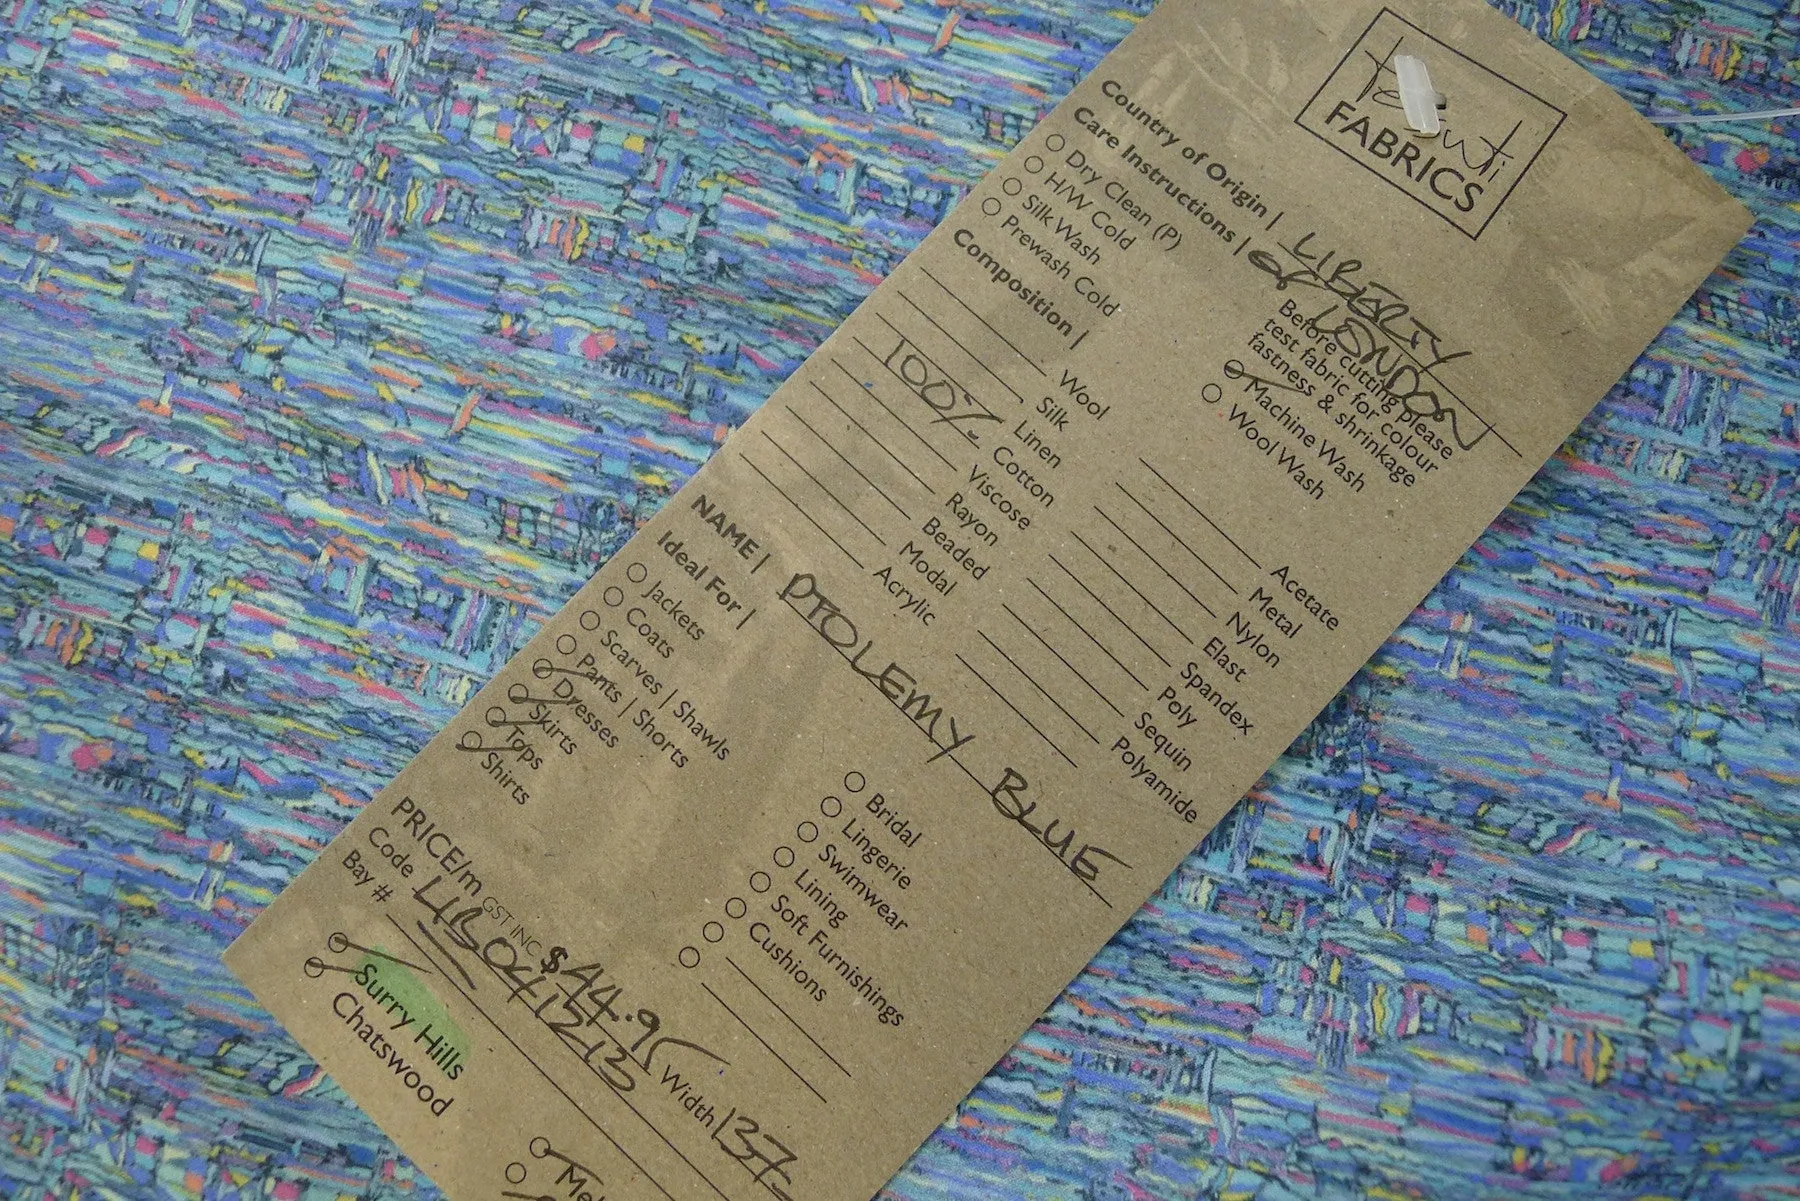 FABRICS
Country of Origin | LIBERTY
Care Instructions | of LONDON
Dry Clean (P)
H/W Cold
Silk Wash
Prewash Cold
Before cutting please
test fabric for colour
fastness & shrinkage
Machine Wash
Wool Wash
Composition |
Wool
Silk
Linen
100% Cotton
Viscose
Rayon
Beaded
Modal
Acrylic
Acetate
Metal
Nylon
Elast
Spandex
Poly
Sequin
Polyamide
NAME | PTOLEMY BLUE
Ideal For |
Jackets
Coats
Scarves | Shawls
Pants | Shorts
Dresses
Skirts
Tops
Shirts
Bridal
Lingerie
Swimwear
Lining
Soft Furnishings
Cushions
PRICE/m GST INC $44.95 Width 137
Code LIB041213
Bay #
Surry Hills
Chatswood